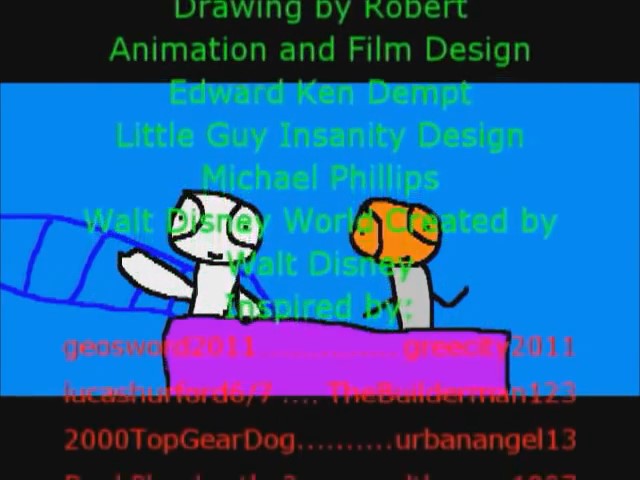 Drawing by Robert
Animation and Film Design
Edward Ken Dempt
Little Guy Insanity Design
Michael Phillips
Walt Disney World Created by
Walt Disney
Inspired by:
geosword2011................greecity2011
lucashurford6/7 .... TheBuilderman123
2000TopGearDog..........urbanangel13